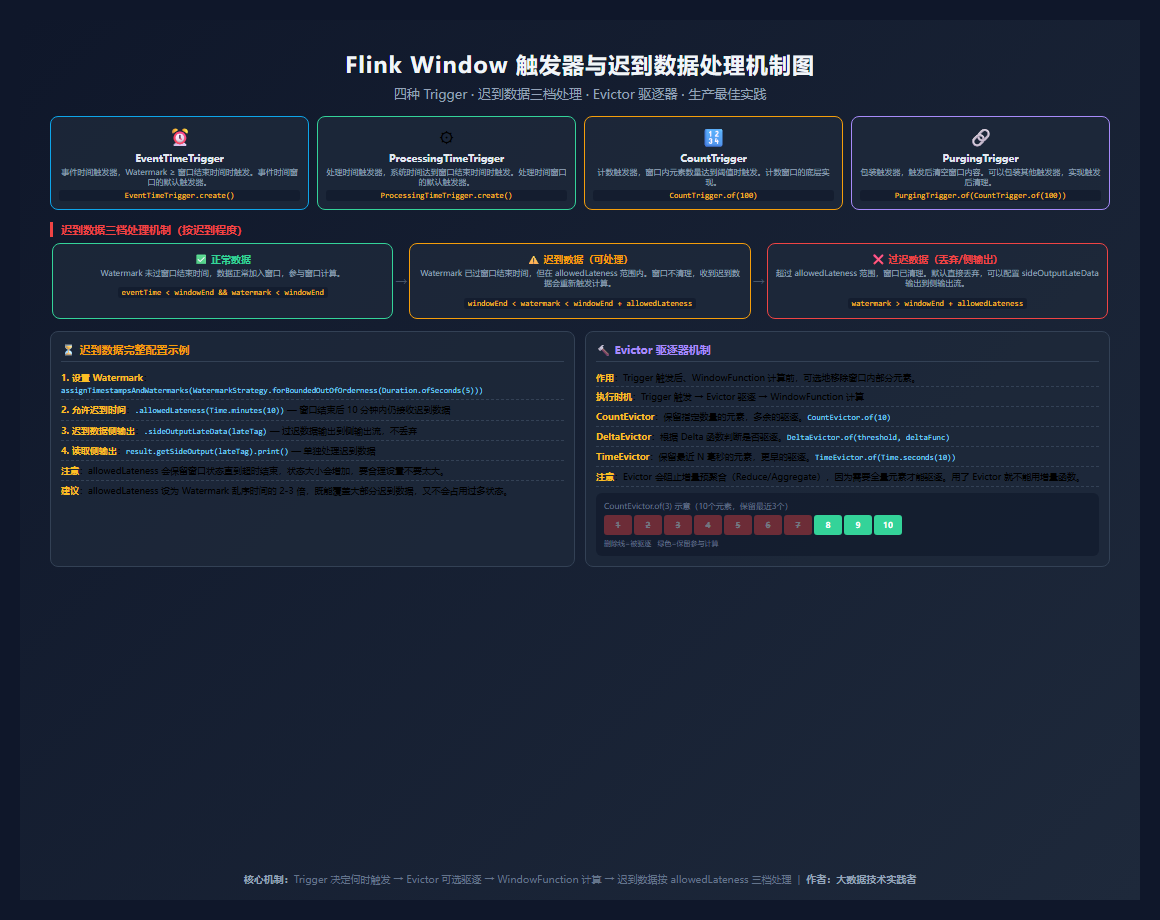 Flink Window 触发器与迟到数据处理机制图
四种 Trigger · 迟到数据三档处理 · Evictor 驱逐器 · 生产最佳实践
EventTimeTrigger
事件时间触发器，Watermark ≥ 窗口结束时间时触发。事件时间窗
口的默认触发器。
EventTimeTrigger.create()
ProcessingTimeTrigger
处理时间触发器，系统时间达到窗口结束时间时触发。处理时间窗口
的默认触发器。
ProcessingTimeTrigger.create()
CountTrigger
计数触发器，窗口内元素数量达到阈值时触发。计数窗口的底层实
现。
CountTrigger.of(100)
PurgingTrigger
包装触发器，触发后清空窗口内容。可以包装其他触发器，实现触发
后清理。
PurgingTrigger.of(CountTrigger.of(100))
迟到数据三档处理机制（按迟到程度）
✅ 正常数据
Watermark 未过窗口结束时间，数据正常加入窗口，参与窗口计算。
eventTime < windowEnd && watermark < windowEnd
→
⚠️ 迟到数据（可处理）
Watermark 已过窗口结束时间，但在 allowedLateness 范围内。窗口不清理，收到迟到数
据会重新触发计算。
windowEnd < watermark < windowEnd + allowedLateness
→
❌ 过迟数据（丢弃/侧输出）
超过 allowedLateness 范围，窗口已清理。默认直接丢弃，可以配置 sideOutputLateData
输出到侧输出流。
watermark > windowEnd + allowedLateness
⏳ 迟到数据完整配置示例
1. 设置 Watermark
assignTimestampsAndWatermarks(WatermarkStrategy.forBoundedOutOfOrderness(Duration.ofSeconds(5)))
2. 允许迟到时间：.allowedLateness(Time.minutes(10)) — 窗口结束后 10 分钟内仍接收迟到数据
3. 迟到数据侧输出：.sideOutputLateData(lateTag) — 过迟数据输出到侧输出流，不丢弃
4. 读取侧输出：result.getSideOutput(lateTag).print() — 单独处理迟到数据
注意：allowedLateness 会保留窗口状态直到超时结束，状态大小会增加，要合理设置不要太大。
建议：allowedLateness 设为 Watermark 乱序时间的 2-3 倍，既能覆盖大部分迟到数据，又不会占用过多状态。
🔨 Evictor 驱逐器机制
作用：Trigger 触发后，WindowFunction 计算前，可选地移除窗口内部分元素。
执行时机：Trigger 触发 → Evictor 驱逐 → WindowFunction 计算
CountEvictor：保留指定数量的元素，多余的驱逐。CountEvictor.of(10)
DeltaEvictor：根据 Delta 函数判断是否驱逐。DeltaEvictor.of(threshold, deltaFunc)
TimeEvictor：保留最近 N 毫秒的元素，更早的驱逐。TimeEvictor.of(Time.seconds(10))
注意：Evictor 会阻止增量预聚合（Reduce/Aggregate），因为需要全量元素才能驱逐。用了 Evictor 就不能用增量函数。
CountEvictor.of(3) 示意（10个元素，保留最近3个）
1 2 3 4 5 6 7 8 9 10
删除线=被驱逐 绿色=保留参与计算
核心机制：Trigger 决定何时触发 → Evictor 可选驱逐 → WindowFunction 计算 → 迟到数据按 allowedLateness 三档处理 | 作者：大数据技术实践者